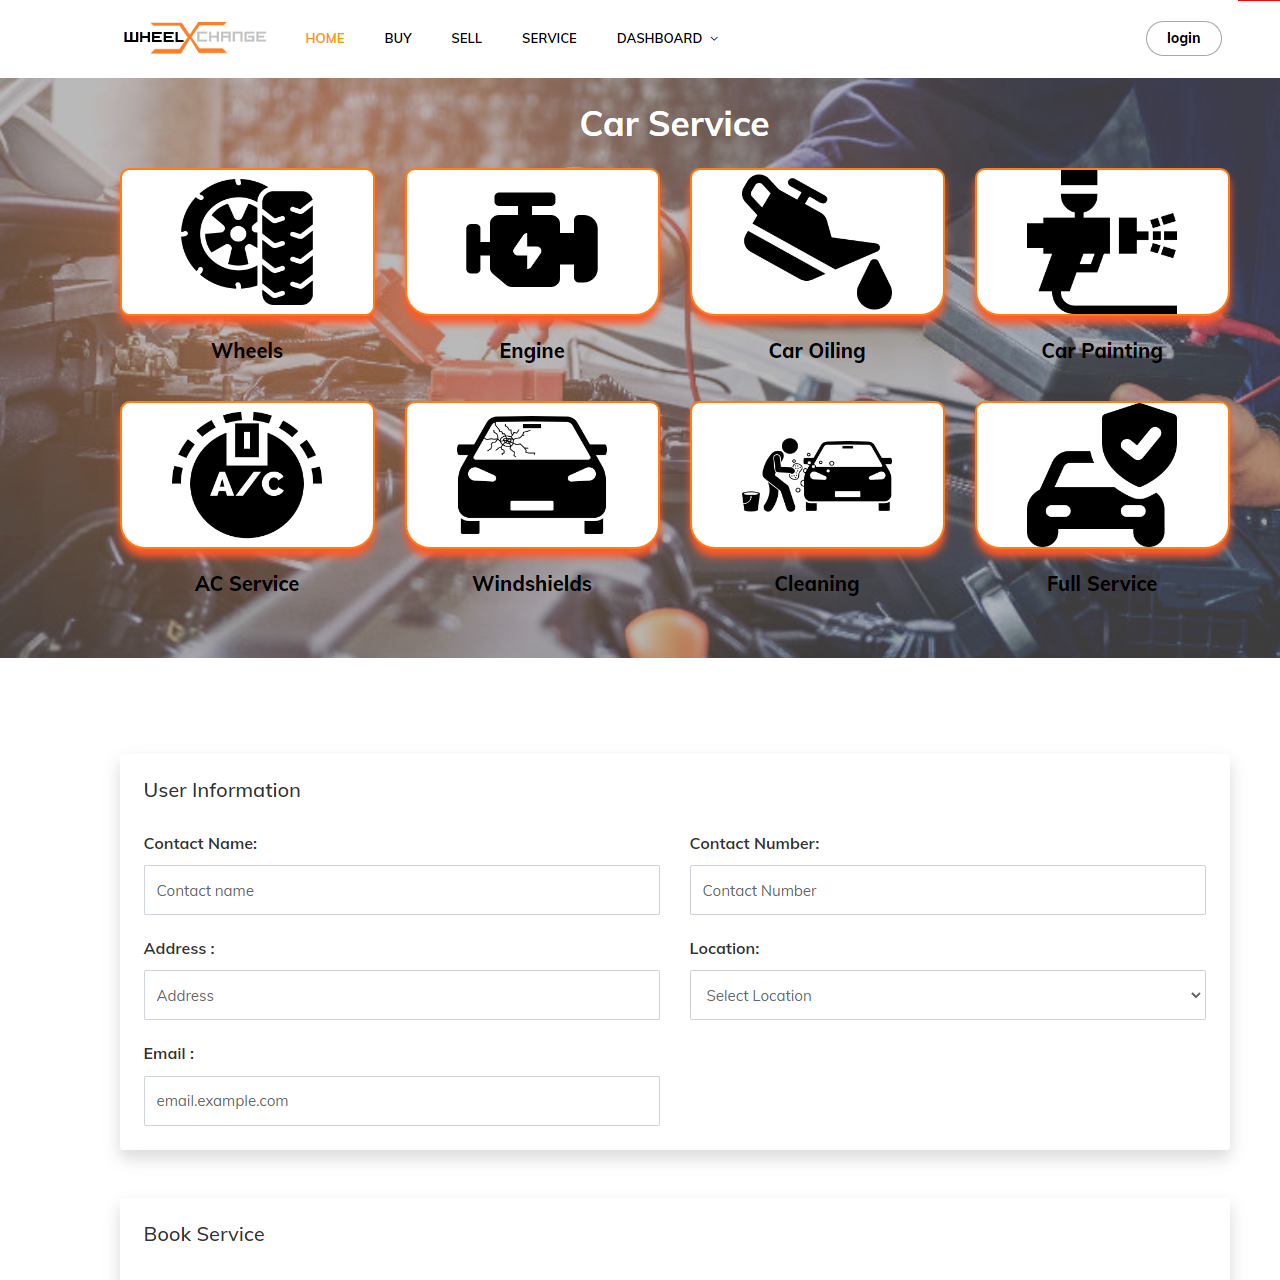 WHEELXCHANGE HOME BUY SELL SERVICE DASHBOARD login
Car Service
Wheels Engine Car Oiling Car Painting
A/C
AC Service Windshields Cleaning Full Service
User Information
Contact Name: Contact Number:
Contact name Contact Number
Address : Location:
Address Select Location
Email :
email.example.com
Book Service